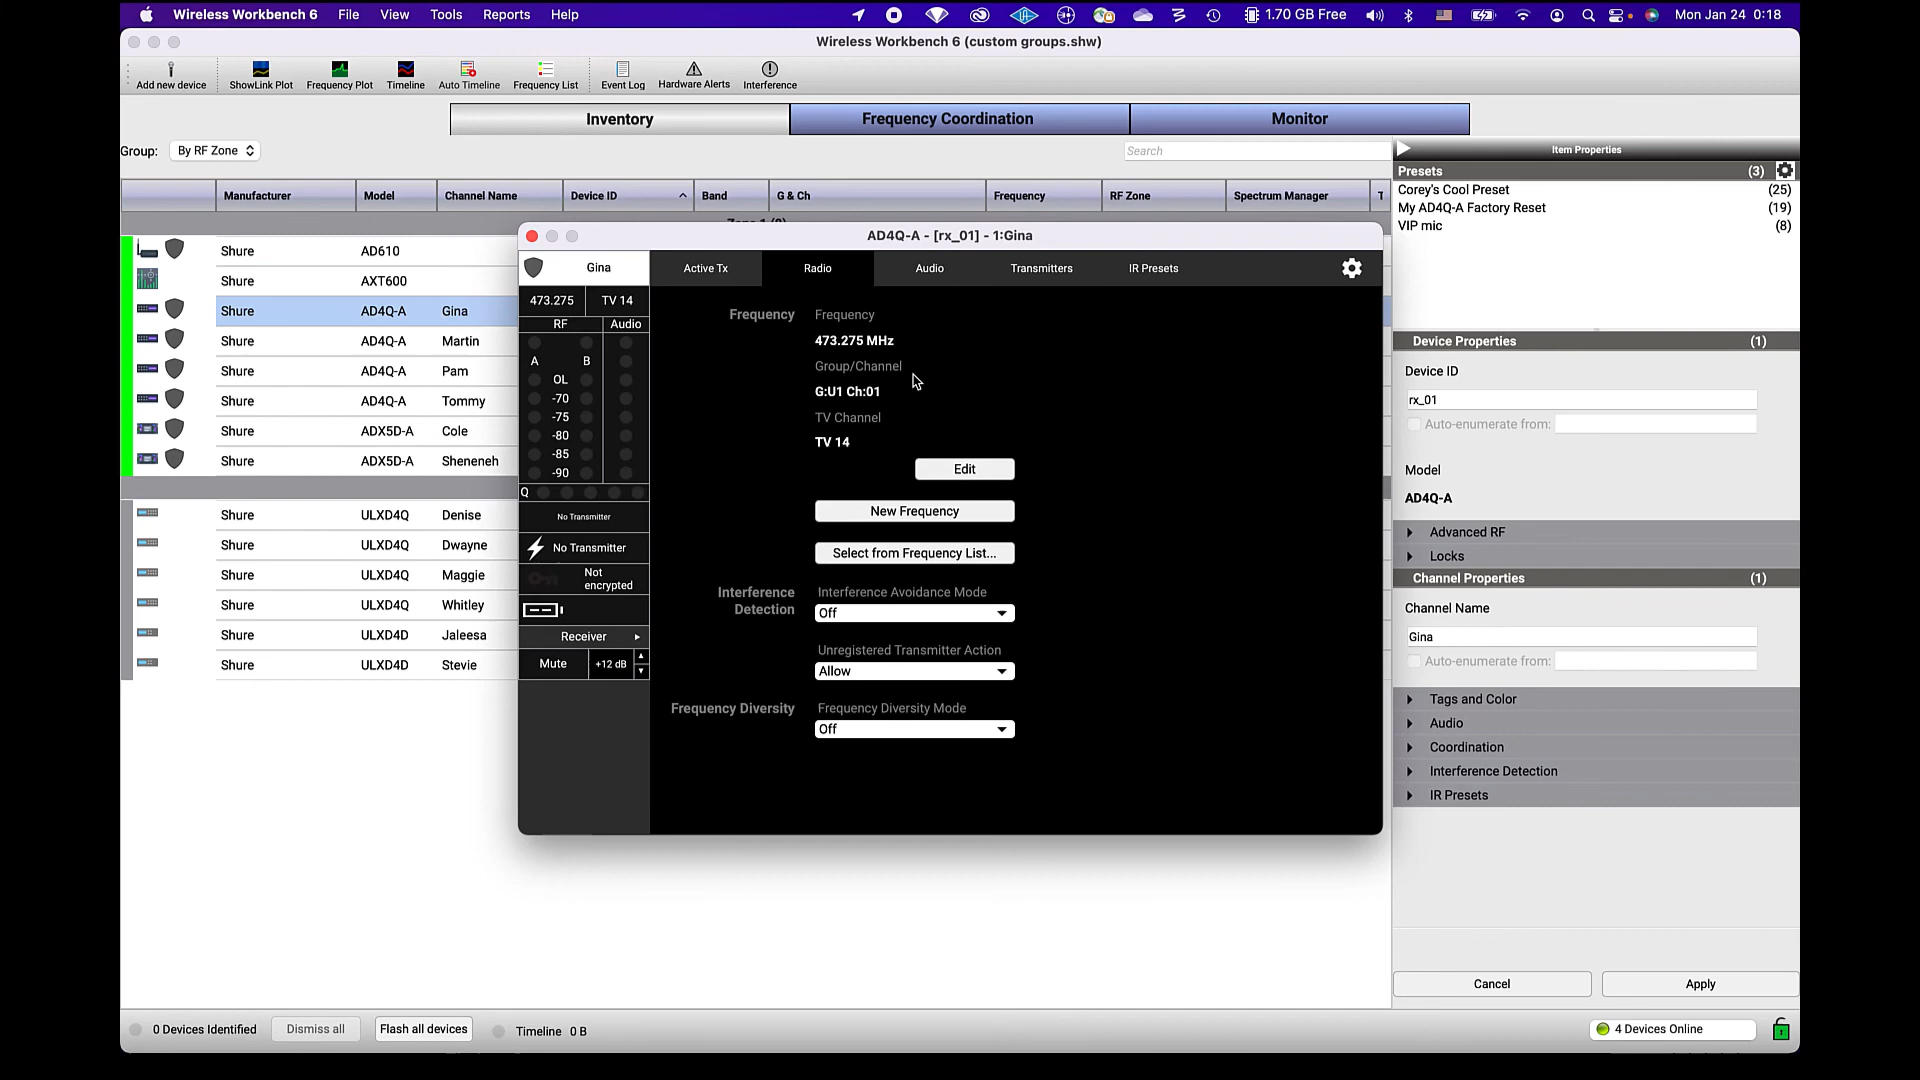 Wireless Workbench 6 File View Tools Reports Help 1.70 GB Free Mon Jan 24 0:18
Wireless Workbench 6 (custom groups.shw)
Add new device ShowLink Plot Frequency Plot Timeline Auto Timeline Frequency List Event Log Hardware Alerts Interference
Inventory Frequency Coordination Monitor
Group: By RF Zone Search
Manufacturer Model Channel Name Device ID Band G & Ch Frequency RF Zone Spectrum Manager T
Shure AD610
Shure AXT600
Shure AD4Q-A Gina
Shure AD4Q-A Martin
Shure AD4Q-A Pam
Shure AD4Q-A Tommy
Shure ADX5D-A Cole
Shure ADX5D-A Sheneneh
Shure ULXD4Q Denise
Shure ULXD4Q Dwayne
Shure ULXD4Q Maggie
Shure ULXD4Q Whitley
Shure ULXD4D Jaleesa
Shure ULXD4D Stevie
AD4Q-A - [rx_01] - 1:Gina
Gina Active Tx Radio Audio Transmitters IR Presets
473.275 TV 14
RF Audio
A B
OL
-70
-75
-80
-85
-90
Q
No Transmitter
No Transmitter
Not
encrypted
Receiver
Mute +12 dB
Frequency Frequency
473.275 MHz
Group/Channel
G:U1 Ch:01
TV Channel
TV 14
Edit
New Frequency
Select from Frequency List...
Interference
Detection
Interference Avoidance Mode
Off
Unregistered Transmitter Action
Allow
Frequency Diversity Frequency Diversity Mode
Off
Item Properties
Presets (3)
Corey's Cool Preset (25)
My AD4Q-A Factory Reset (19)
VIP mic (8)
Device Properties (1)
Device ID
rx_01
Auto-enumerate from:
Model
AD4Q-A
Advanced RF
Locks
Channel Properties (1)
Channel Name
Gina
Auto-enumerate from:
Tags and Color
Audio
Coordination
Interference Detection
IR Presets
Cancel Apply
0 Devices Identified Dismiss all Flash all devices Timeline 0 B 4 Devices Online